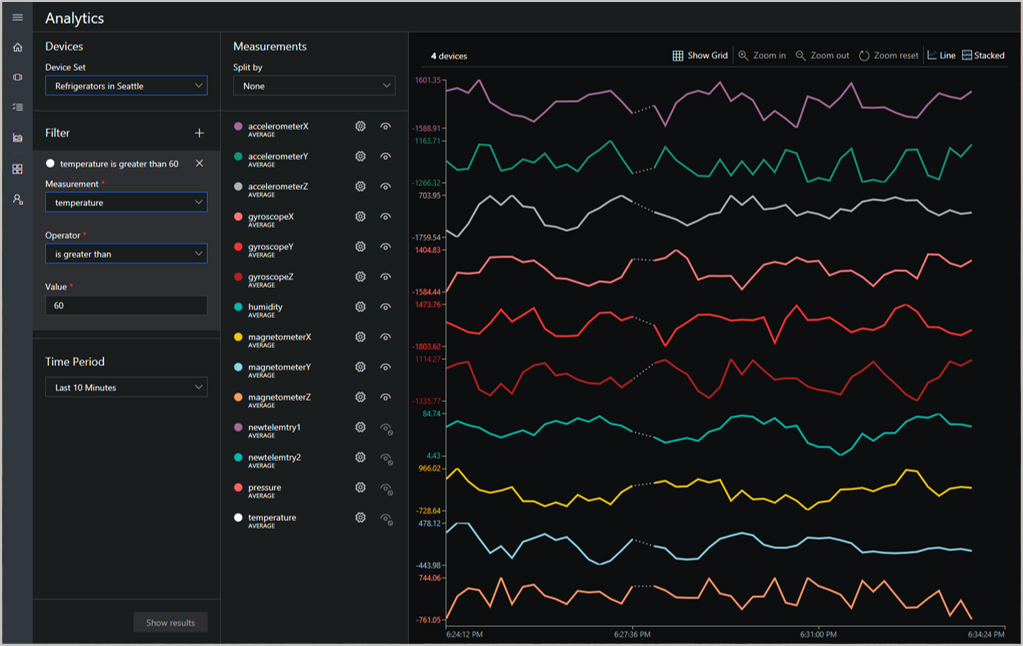 Analytics
Devices
Device Set
Refrigerators in Seattle
Filter
temperature is greater than 60
Measurement *
temperature
Operator *
is greater than
Value *
60
Time Period
Last 10 Minutes
Show results
Measurements
Split by
None
accelerometerX
AVERAGE
accelerometerY
AVERAGE
accelerometerZ
AVERAGE
gyroscopeX
AVERAGE
gyroscopeY
AVERAGE
gyroscopeZ
AVERAGE
humidity
AVERAGE
magnetometerX
AVERAGE
magnetometerY
AVERAGE
magnetometerZ
AVERAGE
newtelemtry1
AVERAGE
newtelemtry2
AVERAGE
pressure
AVERAGE
temperature
AVERAGE
4 devices
Show Grid
Zoom in
Zoom out
Zoom reset
Line
Stacked
1601.35
-1588.91
1163.71
-1266.32
703.95
-1759.54
1404.83
-1584.44
1473.76
-1803.62
1114.27
-1335.77
84.74
4.43
966.02
-728.64
478.12
-443.98
744.06
-761.05
6:24:12 PM
6:27:36 PM
6:31:00 PM
6:34:24 PM